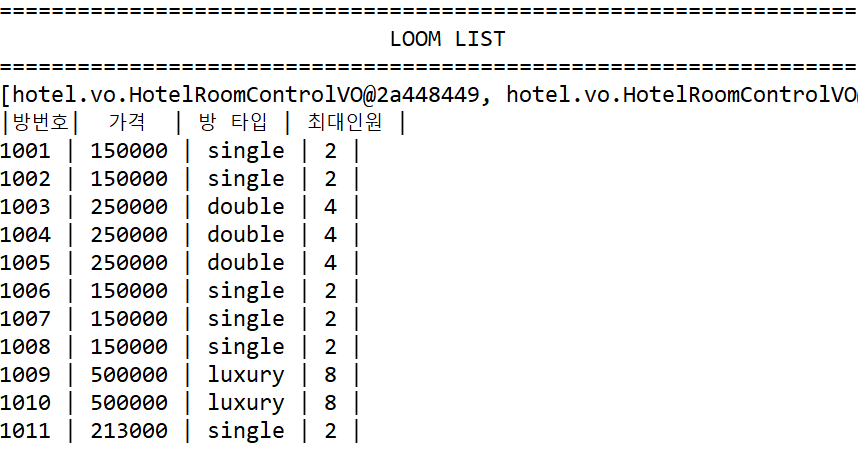 ==================================================================
LOOM LIST
==================================================================
[hotel.vo.HotelRoomControlVO@2a448449, hotel.vo.HotelRoomControlVO@
|방번호|  가격  | 방 타입 | 최대인원 |
1001 | 150000 | single | 2 |
1002 | 150000 | single | 2 |
1003 | 250000 | double | 4 |
1004 | 250000 | double | 4 |
1005 | 250000 | double | 4 |
1006 | 150000 | single | 2 |
1007 | 150000 | single | 2 |
1008 | 150000 | single | 2 |
1009 | 500000 | luxury | 8 |
1010 | 500000 | luxury | 8 |
1011 | 213000 | single | 2 |